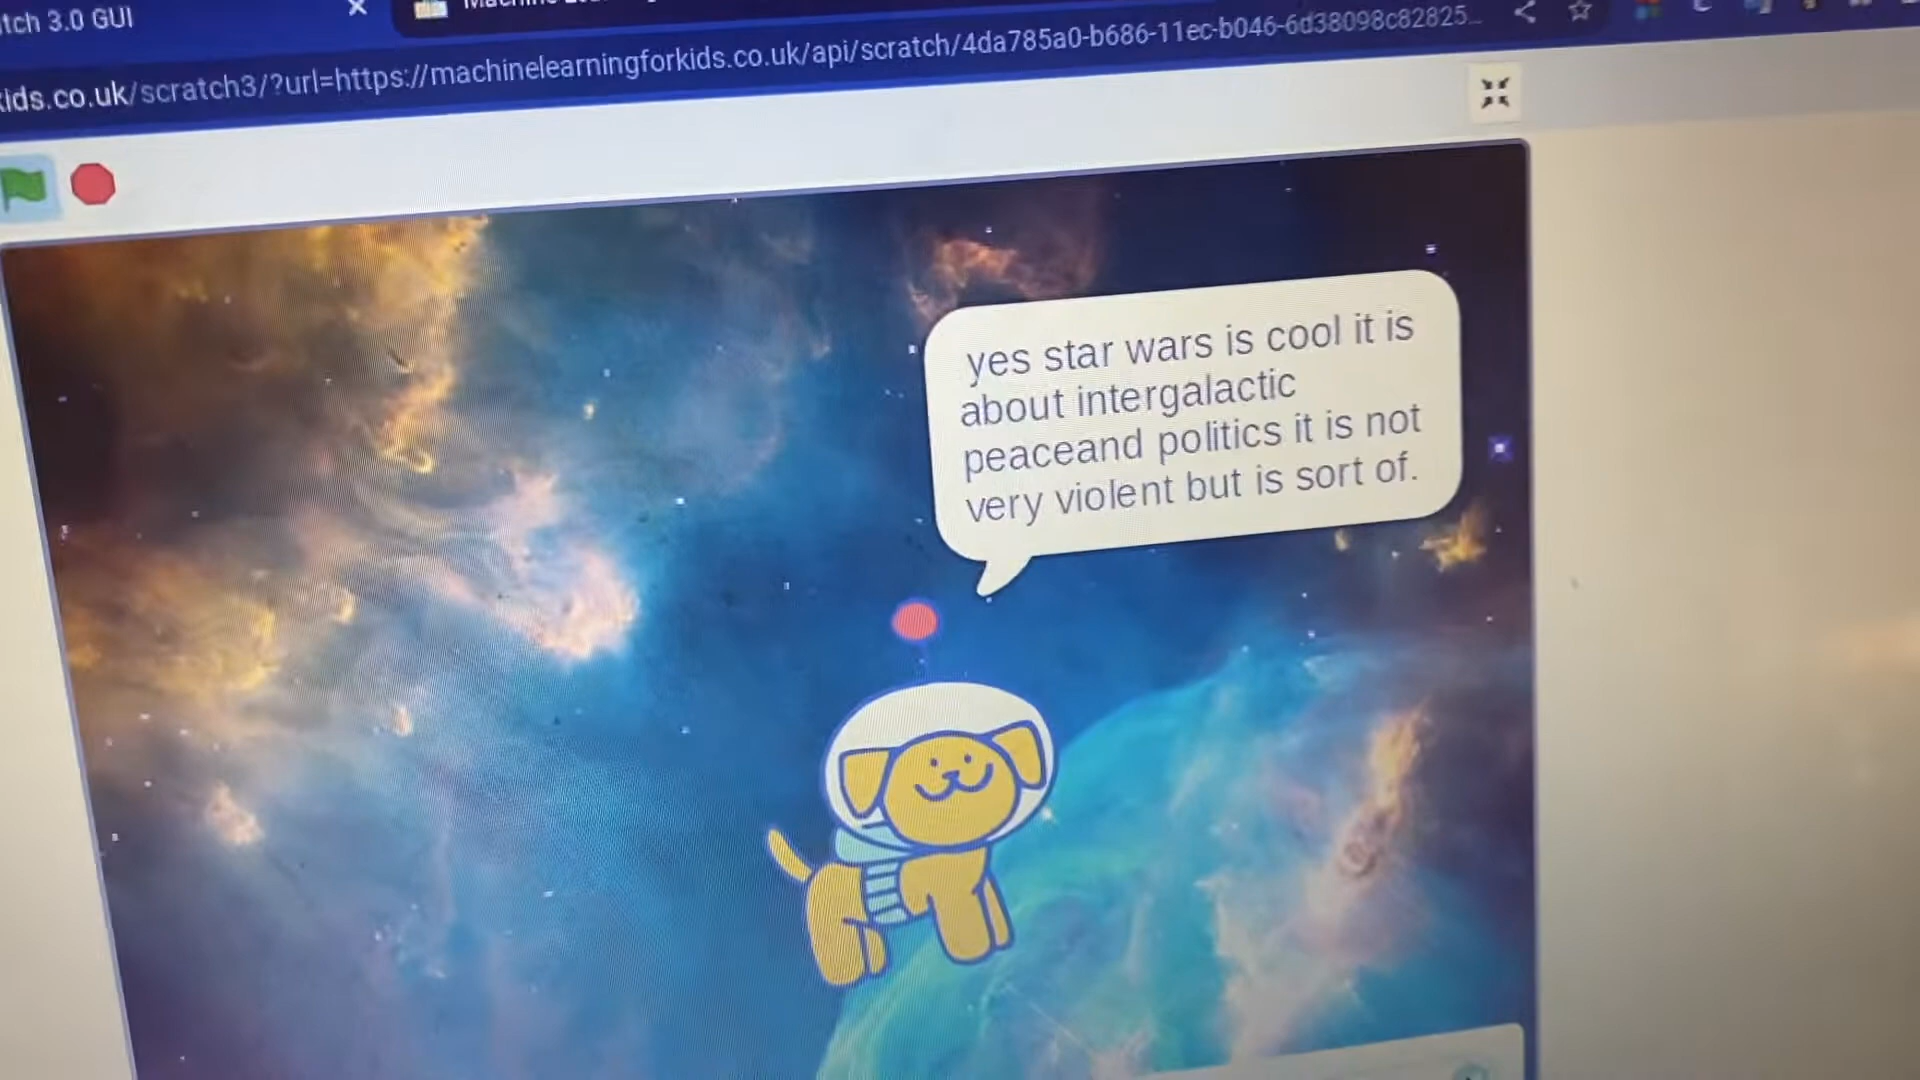 tch 3.0 GUI
kids.co.uk/scratch3/?url=https://machinelearningforkids.co.uk/api/scratch/4da785a0-b686-11ec-b046-6d38098c82825...
yes star wars is cool it is
about intergalactic
peaceand politics it is not
very violent but is sort of.